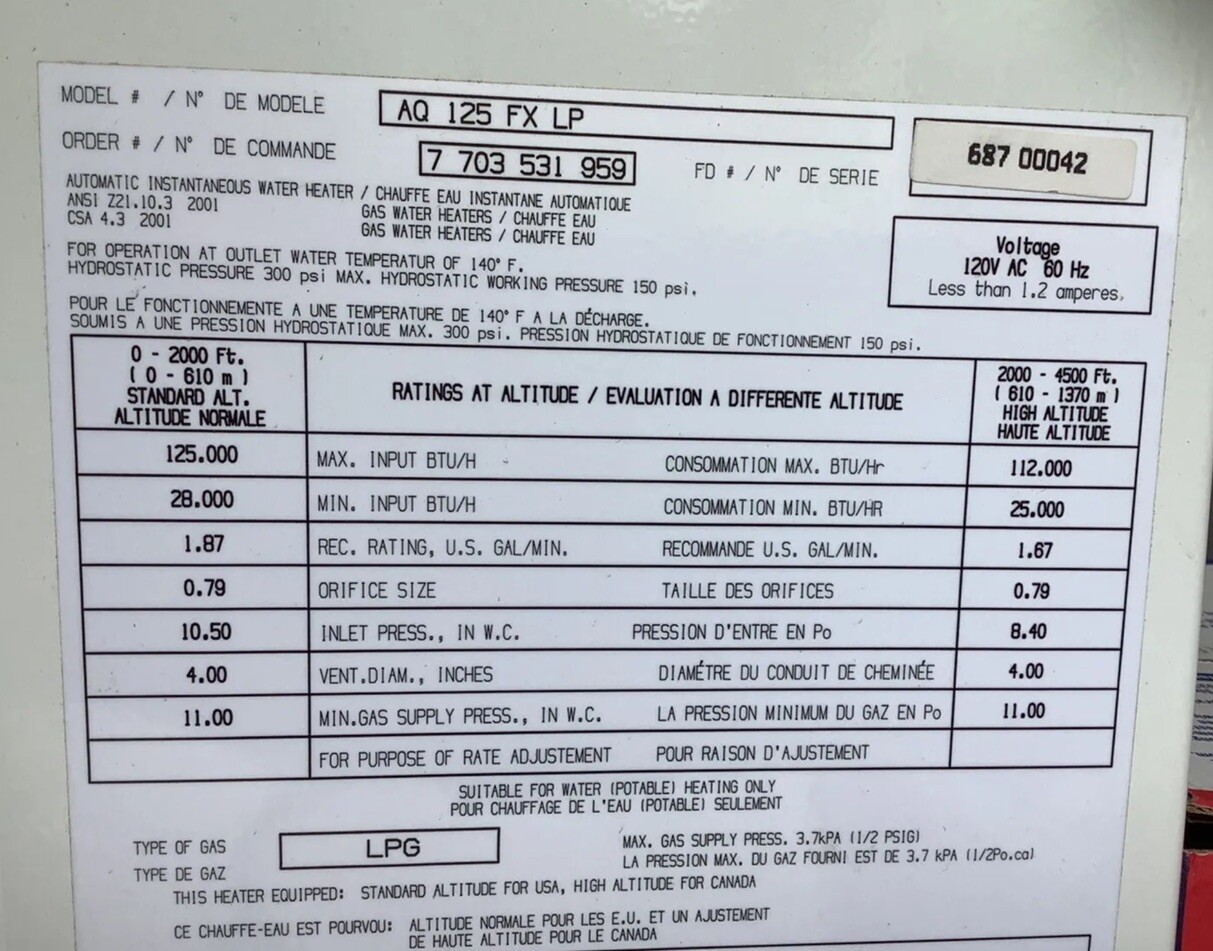 MODEL # / N° DE MODELE AQ 125 FX LP
ORDER # / N° DE COMMANDE 7 703 531 959 FD # / N° DE SERIE 687 00042
AUTOMATIC INSTANTANEOUS WATER HEATER / CHAUFFE EAU INSTANTANE AUTOMATIQUE
ANSI Z21.10.3 2001 GAS WATER HEATERS / CHAUFFE EAU
CSA 4.3 2001 GAS WATER HEATERS / CHAUFFE EAU
Voltage
120V AC 60 Hz
Less than 1.2 amperes.
FOR OPERATION AT OUTLET WATER TEMPERATUR OF 140° F.
HYDROSTATIC PRESSURE 300 psi MAX. HYDROSTATIC WORKING PRESSURE 150 psi.
POUR LE FONCTIONNEMENTE A UNE TEMPERATURE DE 140° F A LA DÉCHARGE.
SOUMIS A UNE PRESSION HYDROSTATIQUE MAX. 300 psi. PRESSION HYDROSTATIQUE DE FONCTIONNEMENT 150 psi.
0 - 2000 Ft.
( 0 - 610 m )
STANDARD ALT.
ALTITUDE NORMALE
RATINGS AT ALTITUDE / EVALUATION A DIFFERENTE ALTITUDE
2000 - 4500 Ft.
( 610 - 1370 m )
HIGH ALTITUDE
HAUTE ALTITUDE
125.000 MAX. INPUT BTU/H CONSOMMATION MAX. BTU/Hr 112.000
28.000 MIN. INPUT BTU/H CONSOMMATION MIN. BTU/HR 25.000
1.87 REC. RATING, U.S. GAL/MIN. RECOMMANDE U.S. GAL/MIN. 1.67
0.79 ORIFICE SIZE TAILLE DES ORIFICES 0.79
10.50 INLET PRESS., IN W.C. PRESSION D'ENTRE EN Po 8.40
4.00 VENT.DIAM., INCHES DIAMÉTRE DU CONDUIT DE CHEMINÉE 4.00
11.00 MIN.GAS SUPPLY PRESS., IN W.C. LA PRESSION MINIMUM DU GAZ EN Po 11.00
FOR PURPOSE OF RATE ADJUSTEMENT POUR RAISON D'AJUSTEMENT
SUITABLE FOR WATER (POTABLE) HEATING ONLY
POUR CHAUFFAGE DE L'EAU (POTABLE) SEULEMENT
TYPE OF GAS LPG MAX. GAS SUPPLY PRESS. 3.7kPA (1/2 PSIG)
TYPE DE GAZ LA PRESSION MAX. DU GAZ FOURNI EST DE 3.7 kPA (1/2Po.ca)
THIS HEATER EQUIPPED: STANDARD ALTITUDE FOR USA, HIGH ALTITUDE FOR CANADA
CE CHAUFFE-EAU EST POURVOU: ALTITUDE NORMALE POUR LES E.U. ET UN AJUSTEMENT
DE HAUTE ALTITUDE POUR LE CANADA